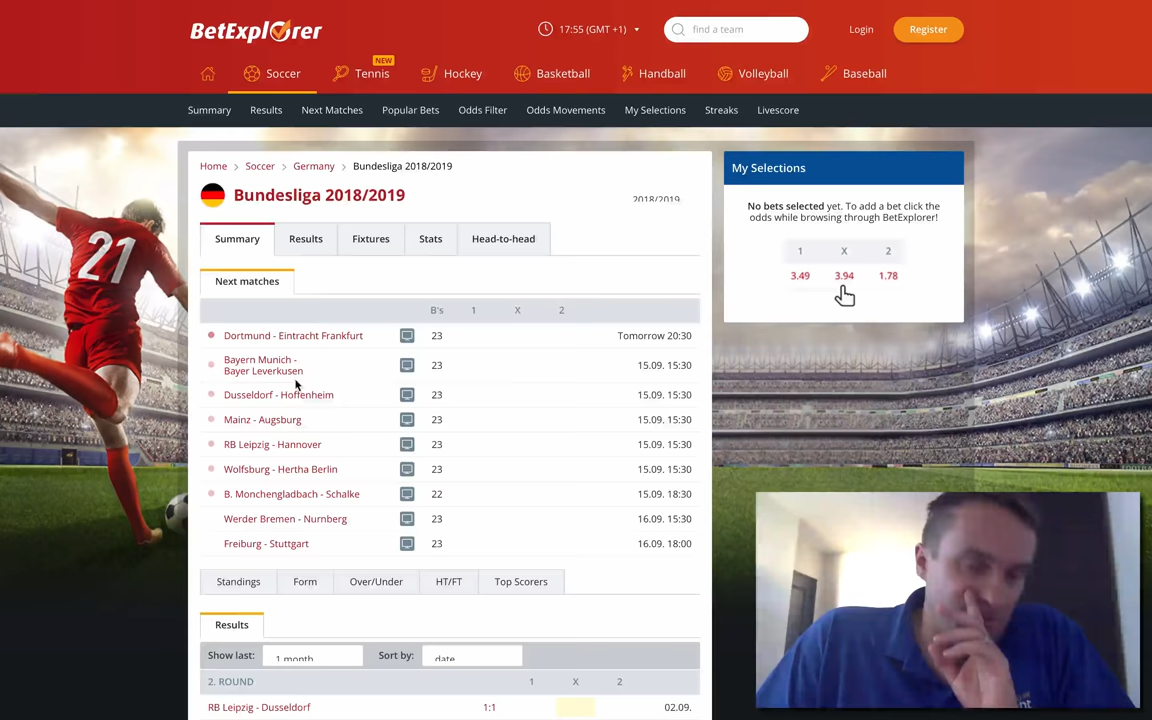 BetExplorer
17:55 (GMT +1)
find a team
Login
Register
NEW
Soccer
Tennis
Hockey
Basketball
Handball
Volleyball
Baseball
Summary
Results
Next Matches
Popular Bets
Odds Filter
Odds Movements
My Selections
Streaks
Livescore
Home > Soccer > Germany > Bundesliga 2018/2019
Bundesliga 2018/2019
2018/2019
Summary
Results
Fixtures
Stats
Head-to-head
Next matches
B's 1 X 2
Dortmund - Eintracht Frankfurt 23 Tomorrow 20:30
Bayern Munich -
Bayer Leverkusen 23 15.09. 15:30
Dusseldorf - Hoffenheim 23 15.09. 15:30
Mainz - Augsburg 23 15.09. 15:30
RB Leipzig - Hannover 23 15.09. 15:30
Wolfsburg - Hertha Berlin 23 15.09. 15:30
B. Monchengladbach - Schalke 22 15.09. 18:30
Werder Bremen - Nurnberg 23 16.09. 15:30
Freiburg - Stuttgart 23 16.09. 18:00
Standings
Form
Over/Under
HT/FT
Top Scorers
Results
Show last: 1 month Sort by: date
2. ROUND 1 X 2
RB Leipzig - Dusseldorf 1:1 02.09.
My Selections
No bets selected yet. To add a bet click the
odds while browsing through BetExplorer!
1 X 2
3.49 3.94 1.78
21